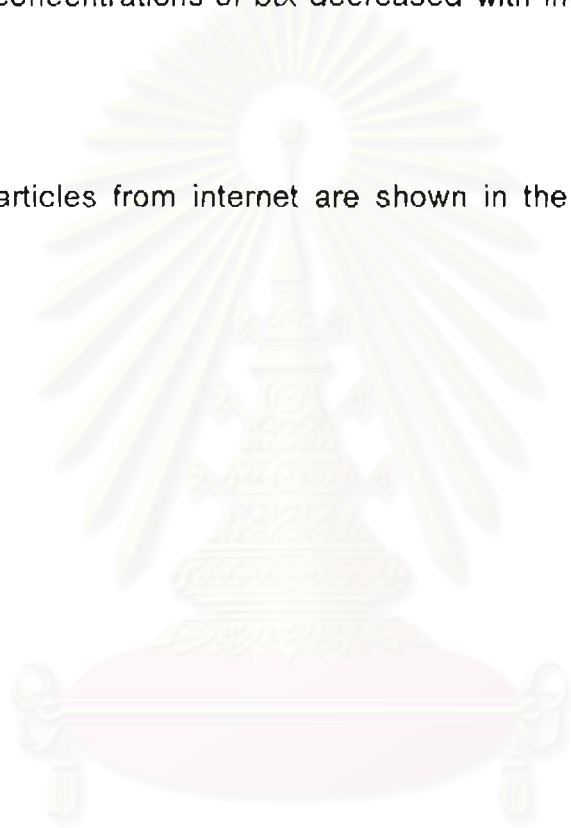 concentrations of btx decreased with in
articles from internet are shown in the